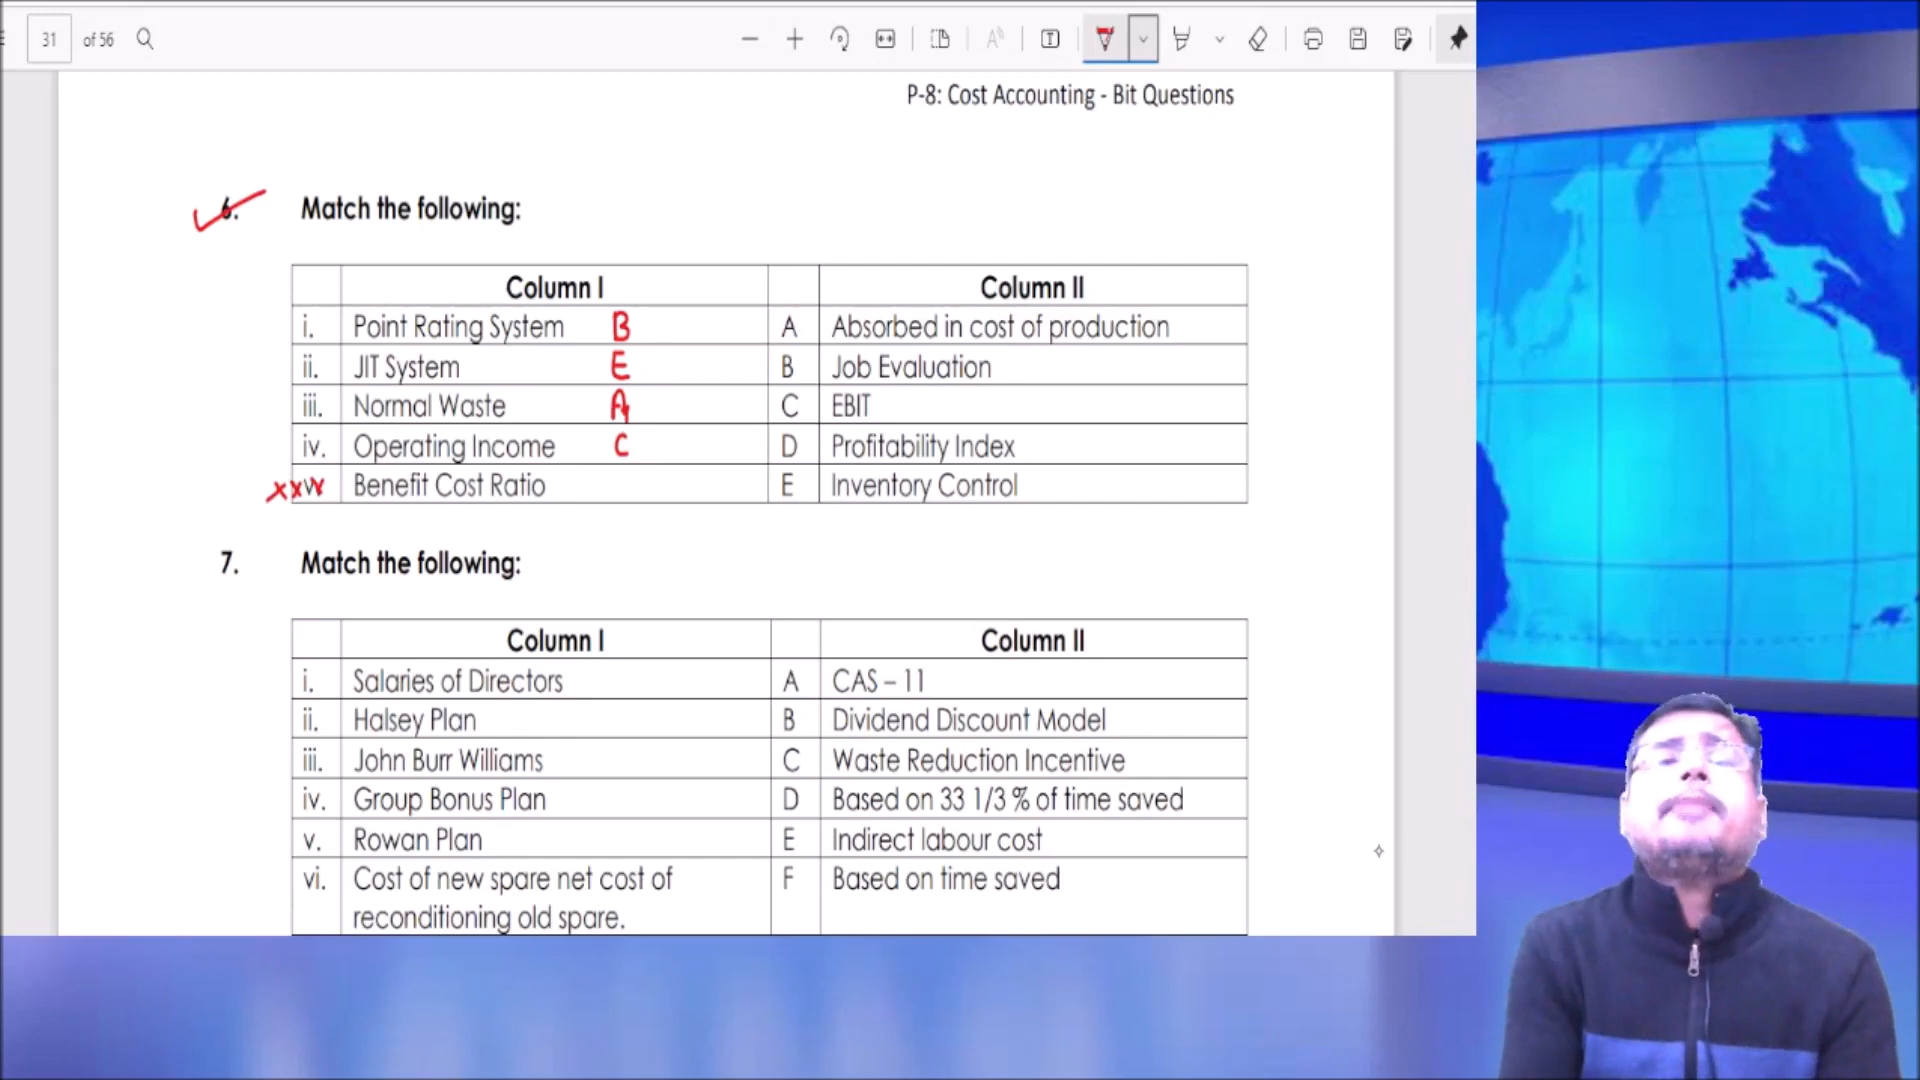 31 of 56
P-8: Cost Accounting - Bit Questions
6. Match the following:
Column I Column II
i. Point Rating System B A Absorbed in cost of production
ii. JIT System E B Job Evaluation
iii. Normal Waste A C EBIT
iv. Operating Income C D Profitability Index
xxv Benefit Cost Ratio E Inventory Control
7. Match the following:
Column I Column II
i. Salaries of Directors A CAS – 11
ii. Halsey Plan B Dividend Discount Model
iii. John Burr Williams C Waste Reduction Incentive
iv. Group Bonus Plan D Based on 33 1/3 % of time saved
v. Rowan Plan E Indirect labour cost
vi. Cost of new spare net cost of F Based on time saved
reconditioning old spare.